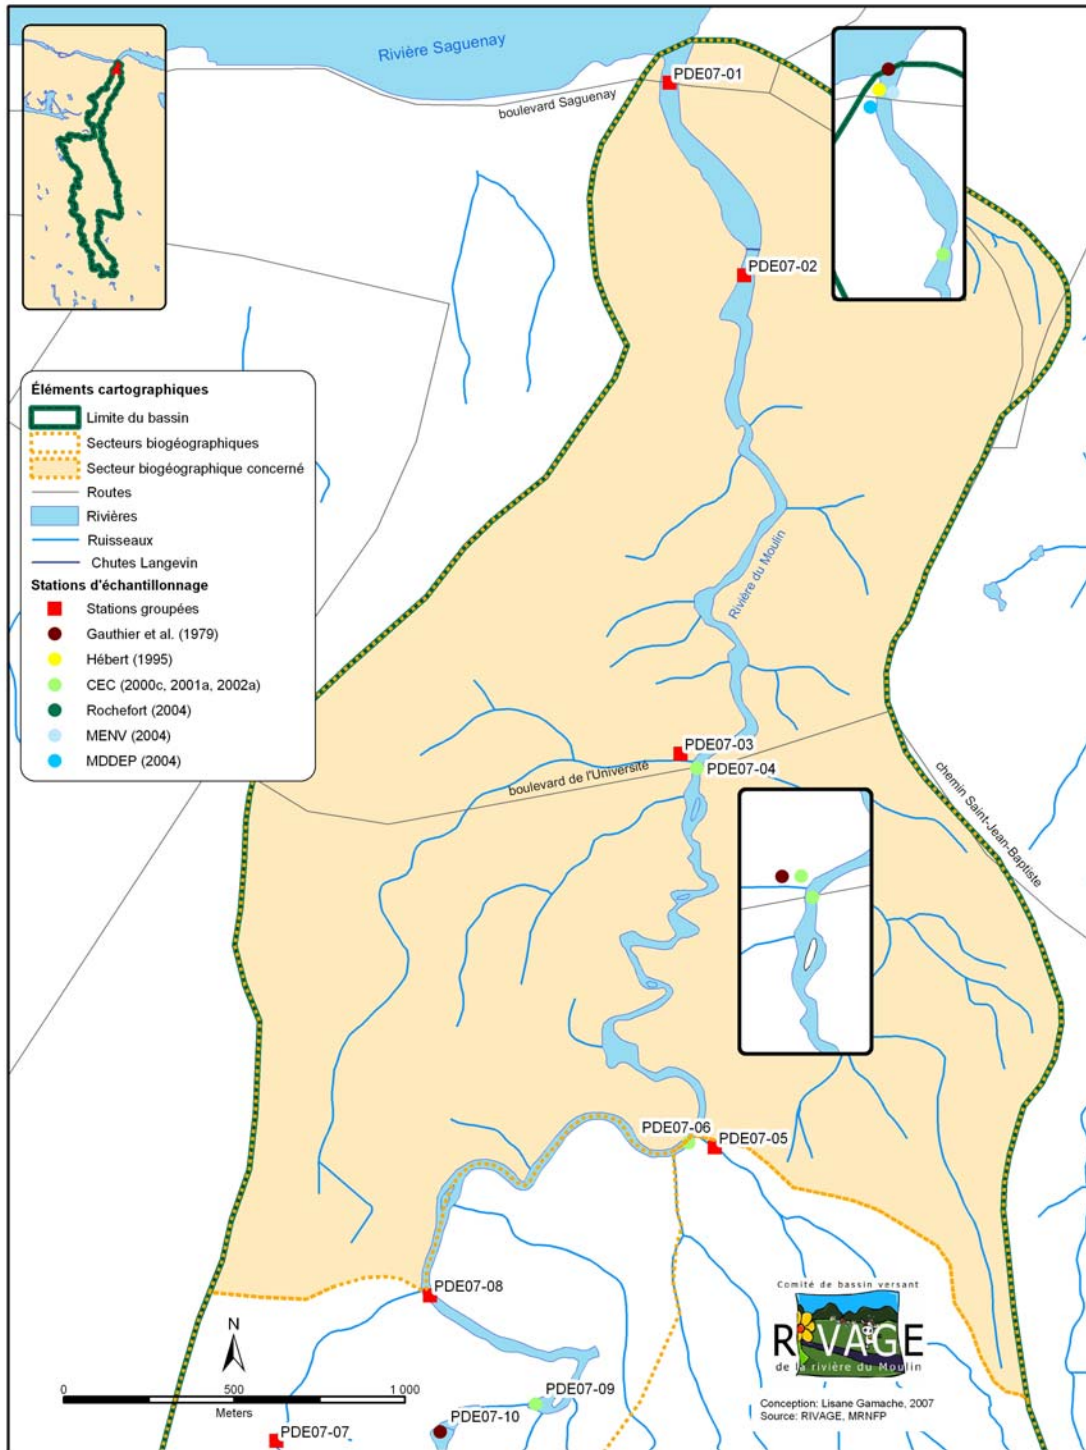 Rivière Saguenay
PDE07-01
boulevard Saguenay
PDE07-02
Éléments cartographiques
Limite du bassin
Secteurs biogéographiques
Secteur biogéographique concerné
Routes
Rivières
Ruisseaux
Chutes Langevin
Stations d'échantillonnage
Stations groupées
Gauthier et al. (1979)
Hébert (1995)
CEC (2000c, 2001a, 2002a)
Rochefort (2004)
MENV (2004)
MDDEP (2004)
Rivière du Moulin
PDE07-03
boulevard de l'Université
PDE07-04
chemin Saint-Jean-Baptiste
PDE07-06
PDE07-05
PDE07-08
Comité de bassin versant
RIVAGE
de la rivière du Moulin
N
0 500 1 000
Meters
PDE07-09
PDE07-10
PDE07-07
Conception: Lisane Gamache, 2007
Source: RIVAGE, MRNFP